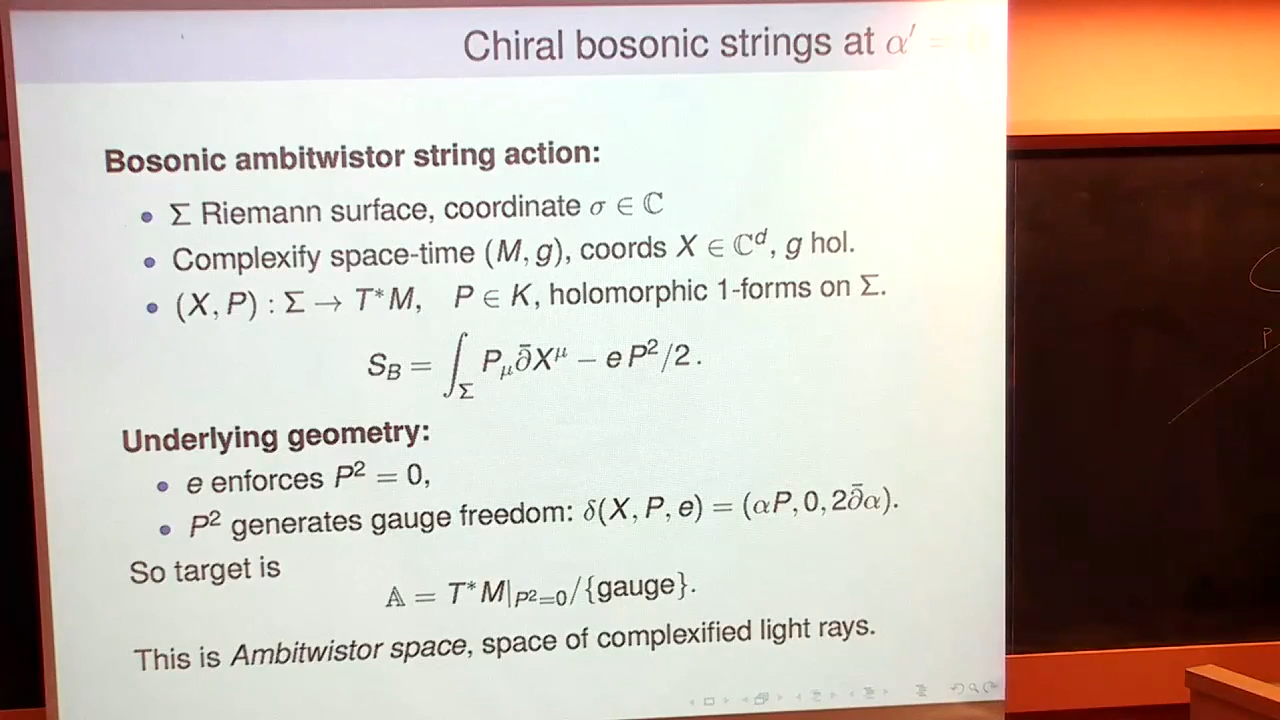 Chiral bosonic strings at α′ =
Bosonic ambitwistor string action:
• Σ Riemann surface, coordinate σ ∈ ℂ
• Complexify space-time (M, g), coords X ∈ ℂᵈ, g hol.
• (X, P) : Σ → T*M, P ∈ K, holomorphic 1-forms on Σ.
S_B = ∫_Σ P_μ ∂̄X^μ − e P²/2 .
Underlying geometry:
• e enforces P² = 0,
• P² generates gauge freedom: δ(X, P, e) = (αP, 0, 2∂̄α).
So target is
𝔸 = T*M|_{P²=0}/{gauge}.
This is Ambitwistor space, space of complexified light rays.